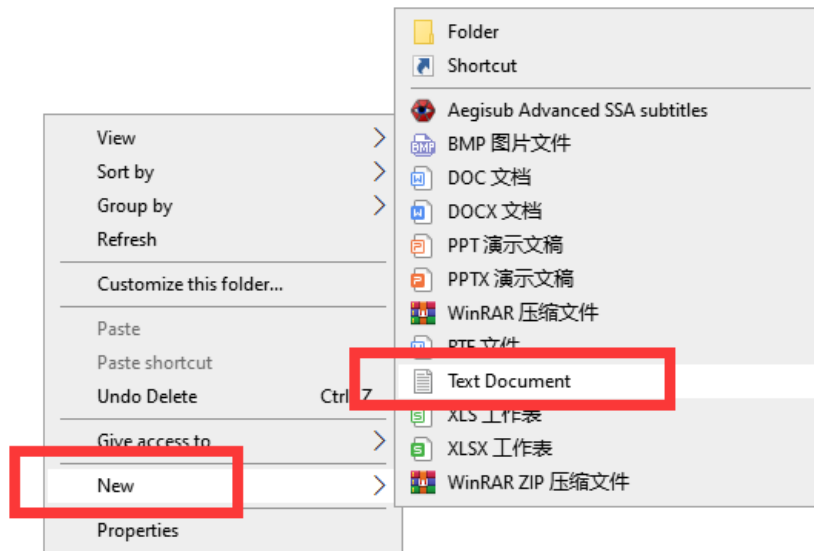 View
Sort by
Group by
Refresh
Customize this folder...
Paste
Paste shortcut
Undo Delete
Give access to
New
Properties
Folder
Shortcut
Aegisub Advanced SSA subtitles
BMP 图片文件
DOC 文档
DOCX 文档
PPT 演示文稿
PPTX 演示文稿
WinRAR 压缩文件
RTF 文件
Text Document
XLS 工作表
XLSX 工作表
WinRAR ZIP 压缩文件